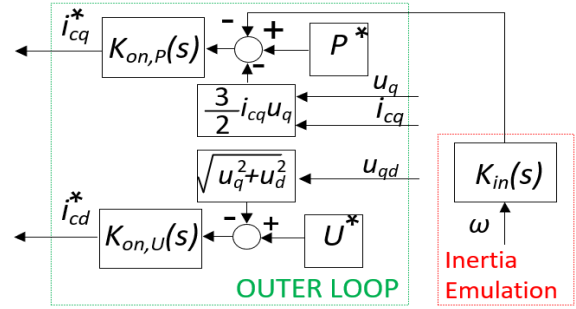 i*cq
Kon,P(s)
-
+
P*
-
3/2 icq uq
uq
icq
√(uq²+ud²)
uqd
Kin(s)
i*cd
Kon,U(s)
-
+
U*
ω
OUTER LOOP
Inertia
Emulation